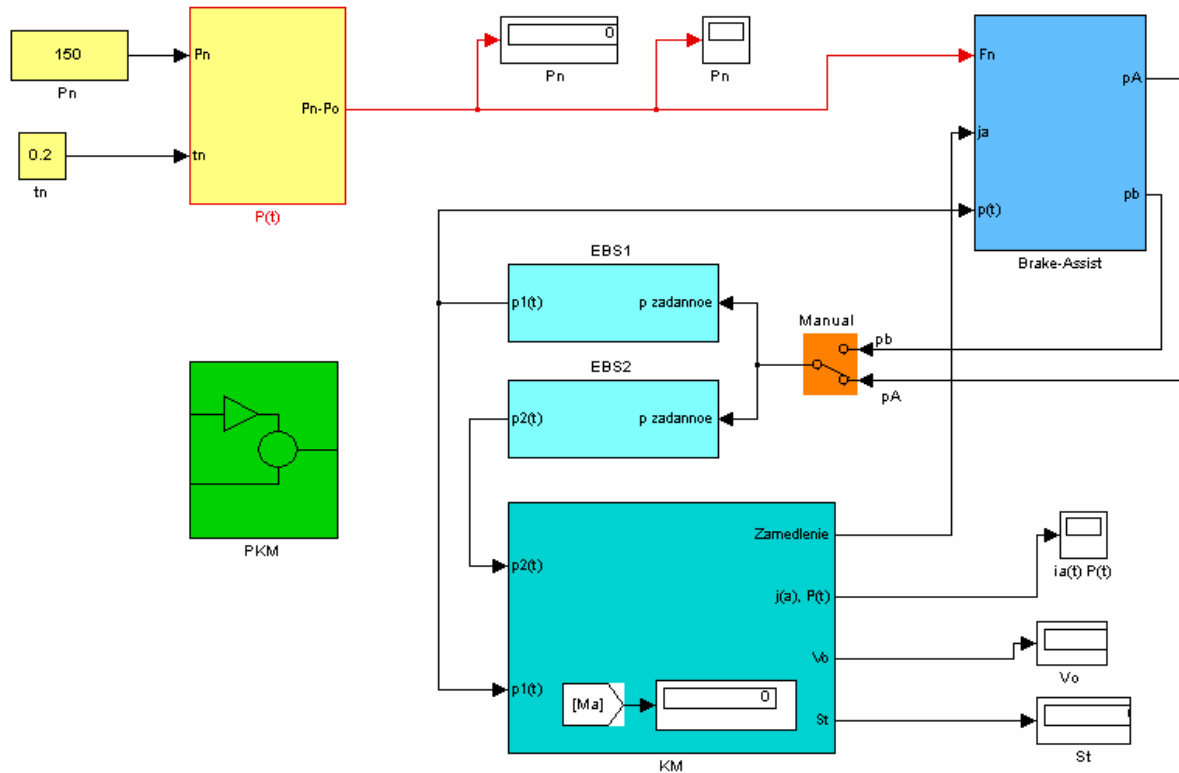 150
Pn
0.2
tn
Pn
tn
Pn-Po
P(t)
0
Pn
Pn
Fn
ja
p(t)
pA
pb
Brake-Assist
EBS1
p1(t)
p zadannoe
EBS2
p2(t)
p zadannoe
Manual
pb
pA
PKM
p2(t)
p1(t)
Zamedlenie
j(a), P(t)
Vo
St
[Ma]
0
KM
ia(t) P(t)
Vo
St